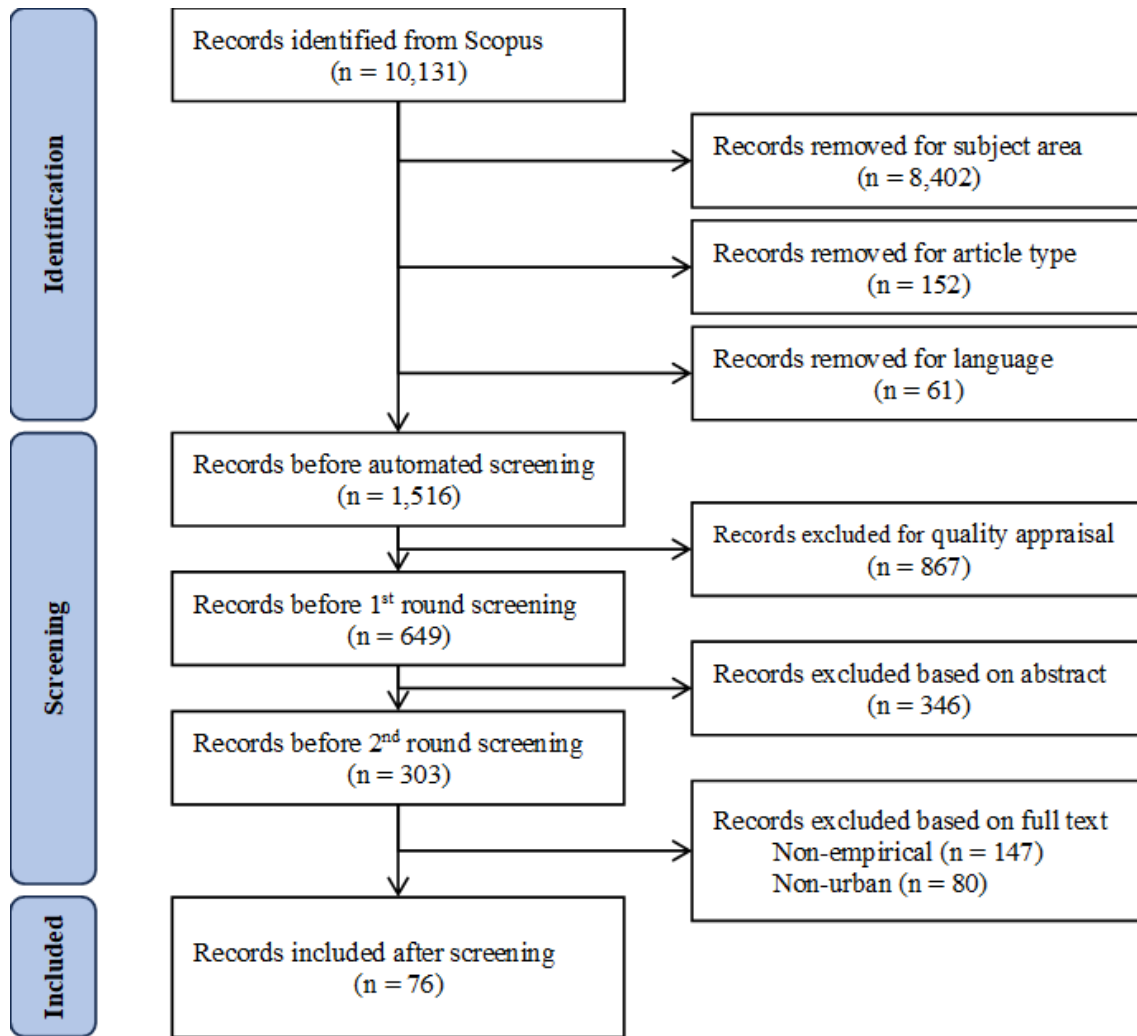 Identification
Records identified from Scopus
(n = 10,131)
Records removed for subject area
(n = 8,402)
Records removed for article type
(n = 152)
Records removed for language
(n = 61)
Screening
Records before automated screening
(n = 1,516)
Records excluded for quality appraisal
(n = 867)
Records before 1st round screening
(n = 649)
Records excluded based on abstract
(n = 346)
Records before 2nd round screening
(n = 303)
Records excluded based on full text
Non-empirical (n = 147)
Non-urban (n = 80)
Included
Records included after screening
(n = 76)